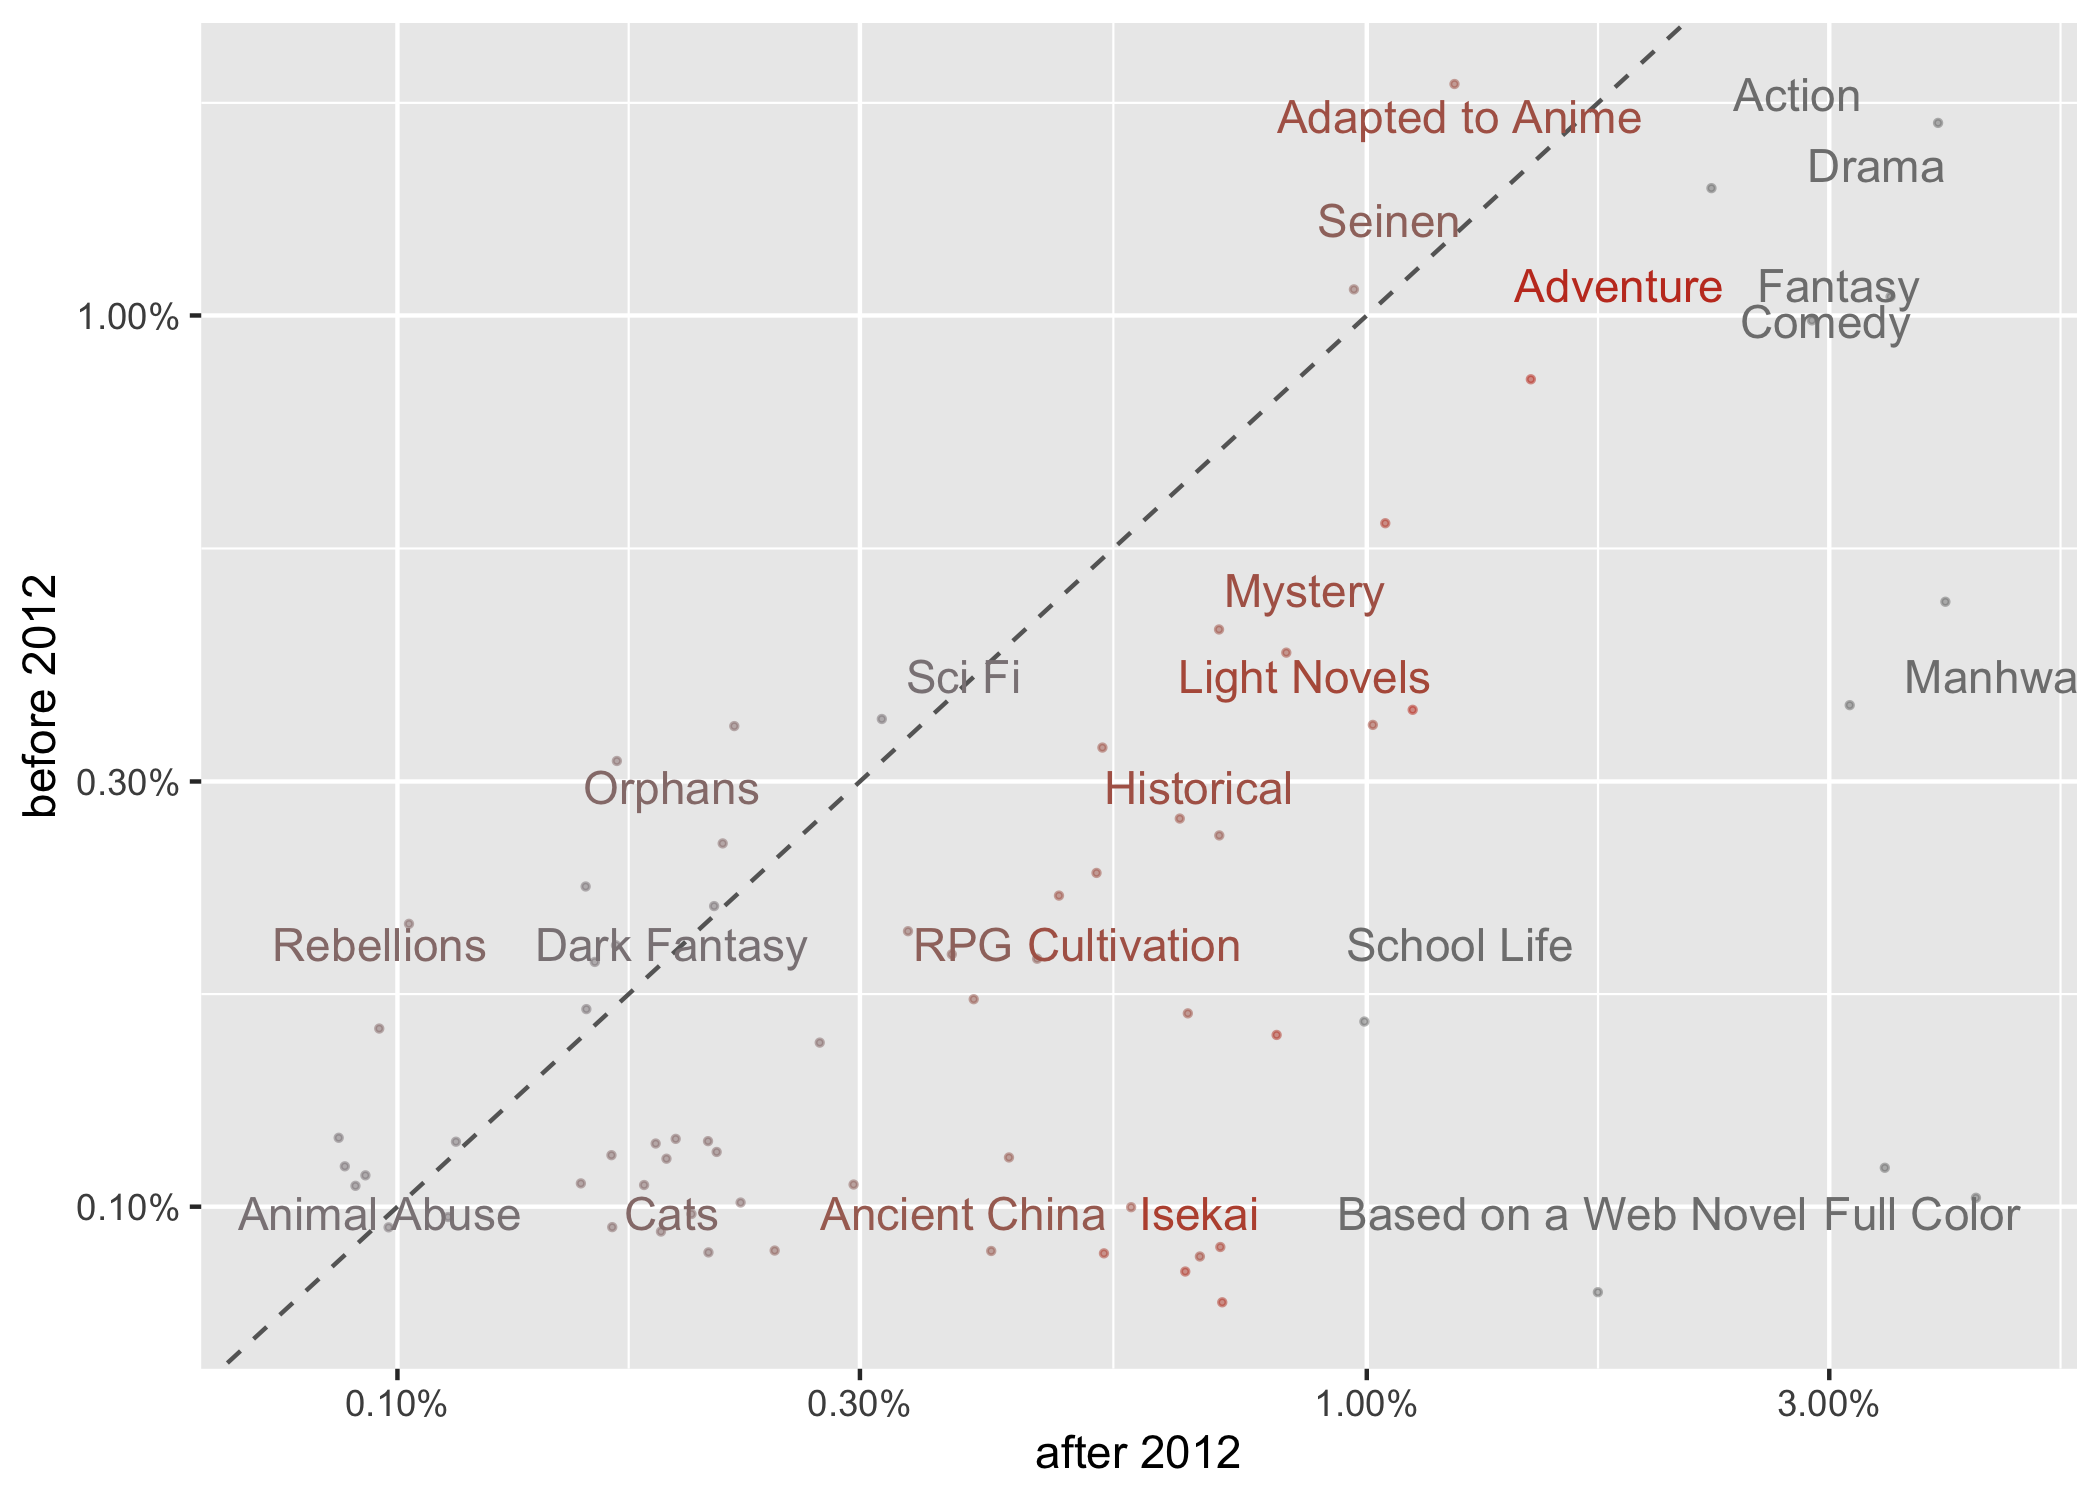 Action
Adapted to Anime
Drama
Seinen
Adventure
Fantasy
Comedy
1.00%
Mystery
Sci Fi
Light Novels
Manhwa
before 2012
0.30%
Orphans
Historical
Rebellions
Dark Fantasy
RPG
Cultivation
School Life
0.10%
Animal Abuse
Cats
Ancient China
Isekai
Based on a Web Novel
Full Color
0.10%
0.30%
1.00%
3.00%
after 2012